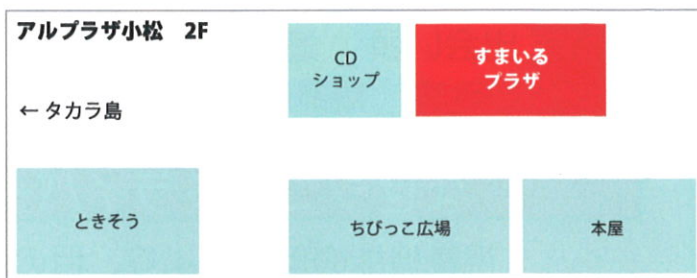 アルプラザ小松　2F
CD
ショップ
すまいる
プラザ
← タカラ島
ときそう
ちびっこ広場
本屋